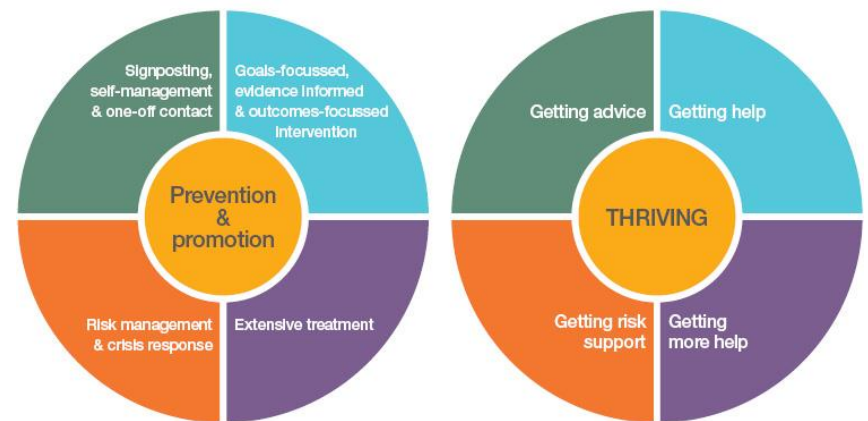 Signposting,
self-management
& one-off contact
Goals-focussed,
evidence informed
& outcomes-focussed
intervention
Prevention
&
promotion
Risk management
& crisis response
Extensive treatment
Getting advice
Getting help
THRIVING
Getting risk
support
Getting
more help